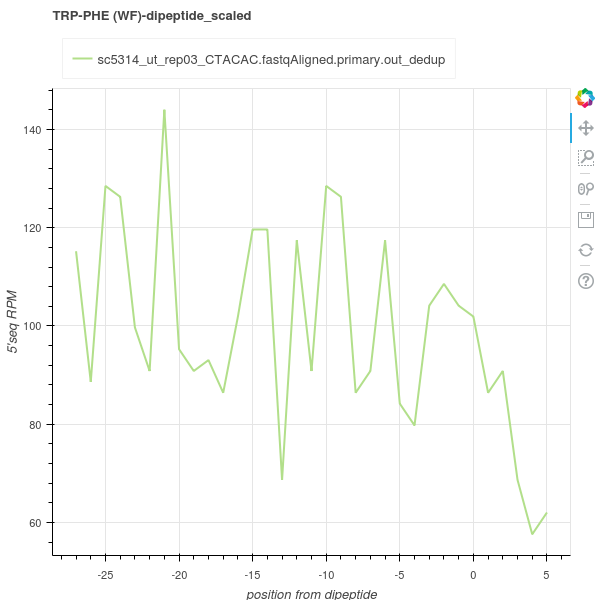 TRP-PHE (WF)-dipeptide_scaled
sc5314_ut_rep03_CTACAC.fastqAligned.primary.out_dedup
5'seq RPM
140
120
100
80
60
-25 -20 -15 -10 -5 0 5
position from dipeptide